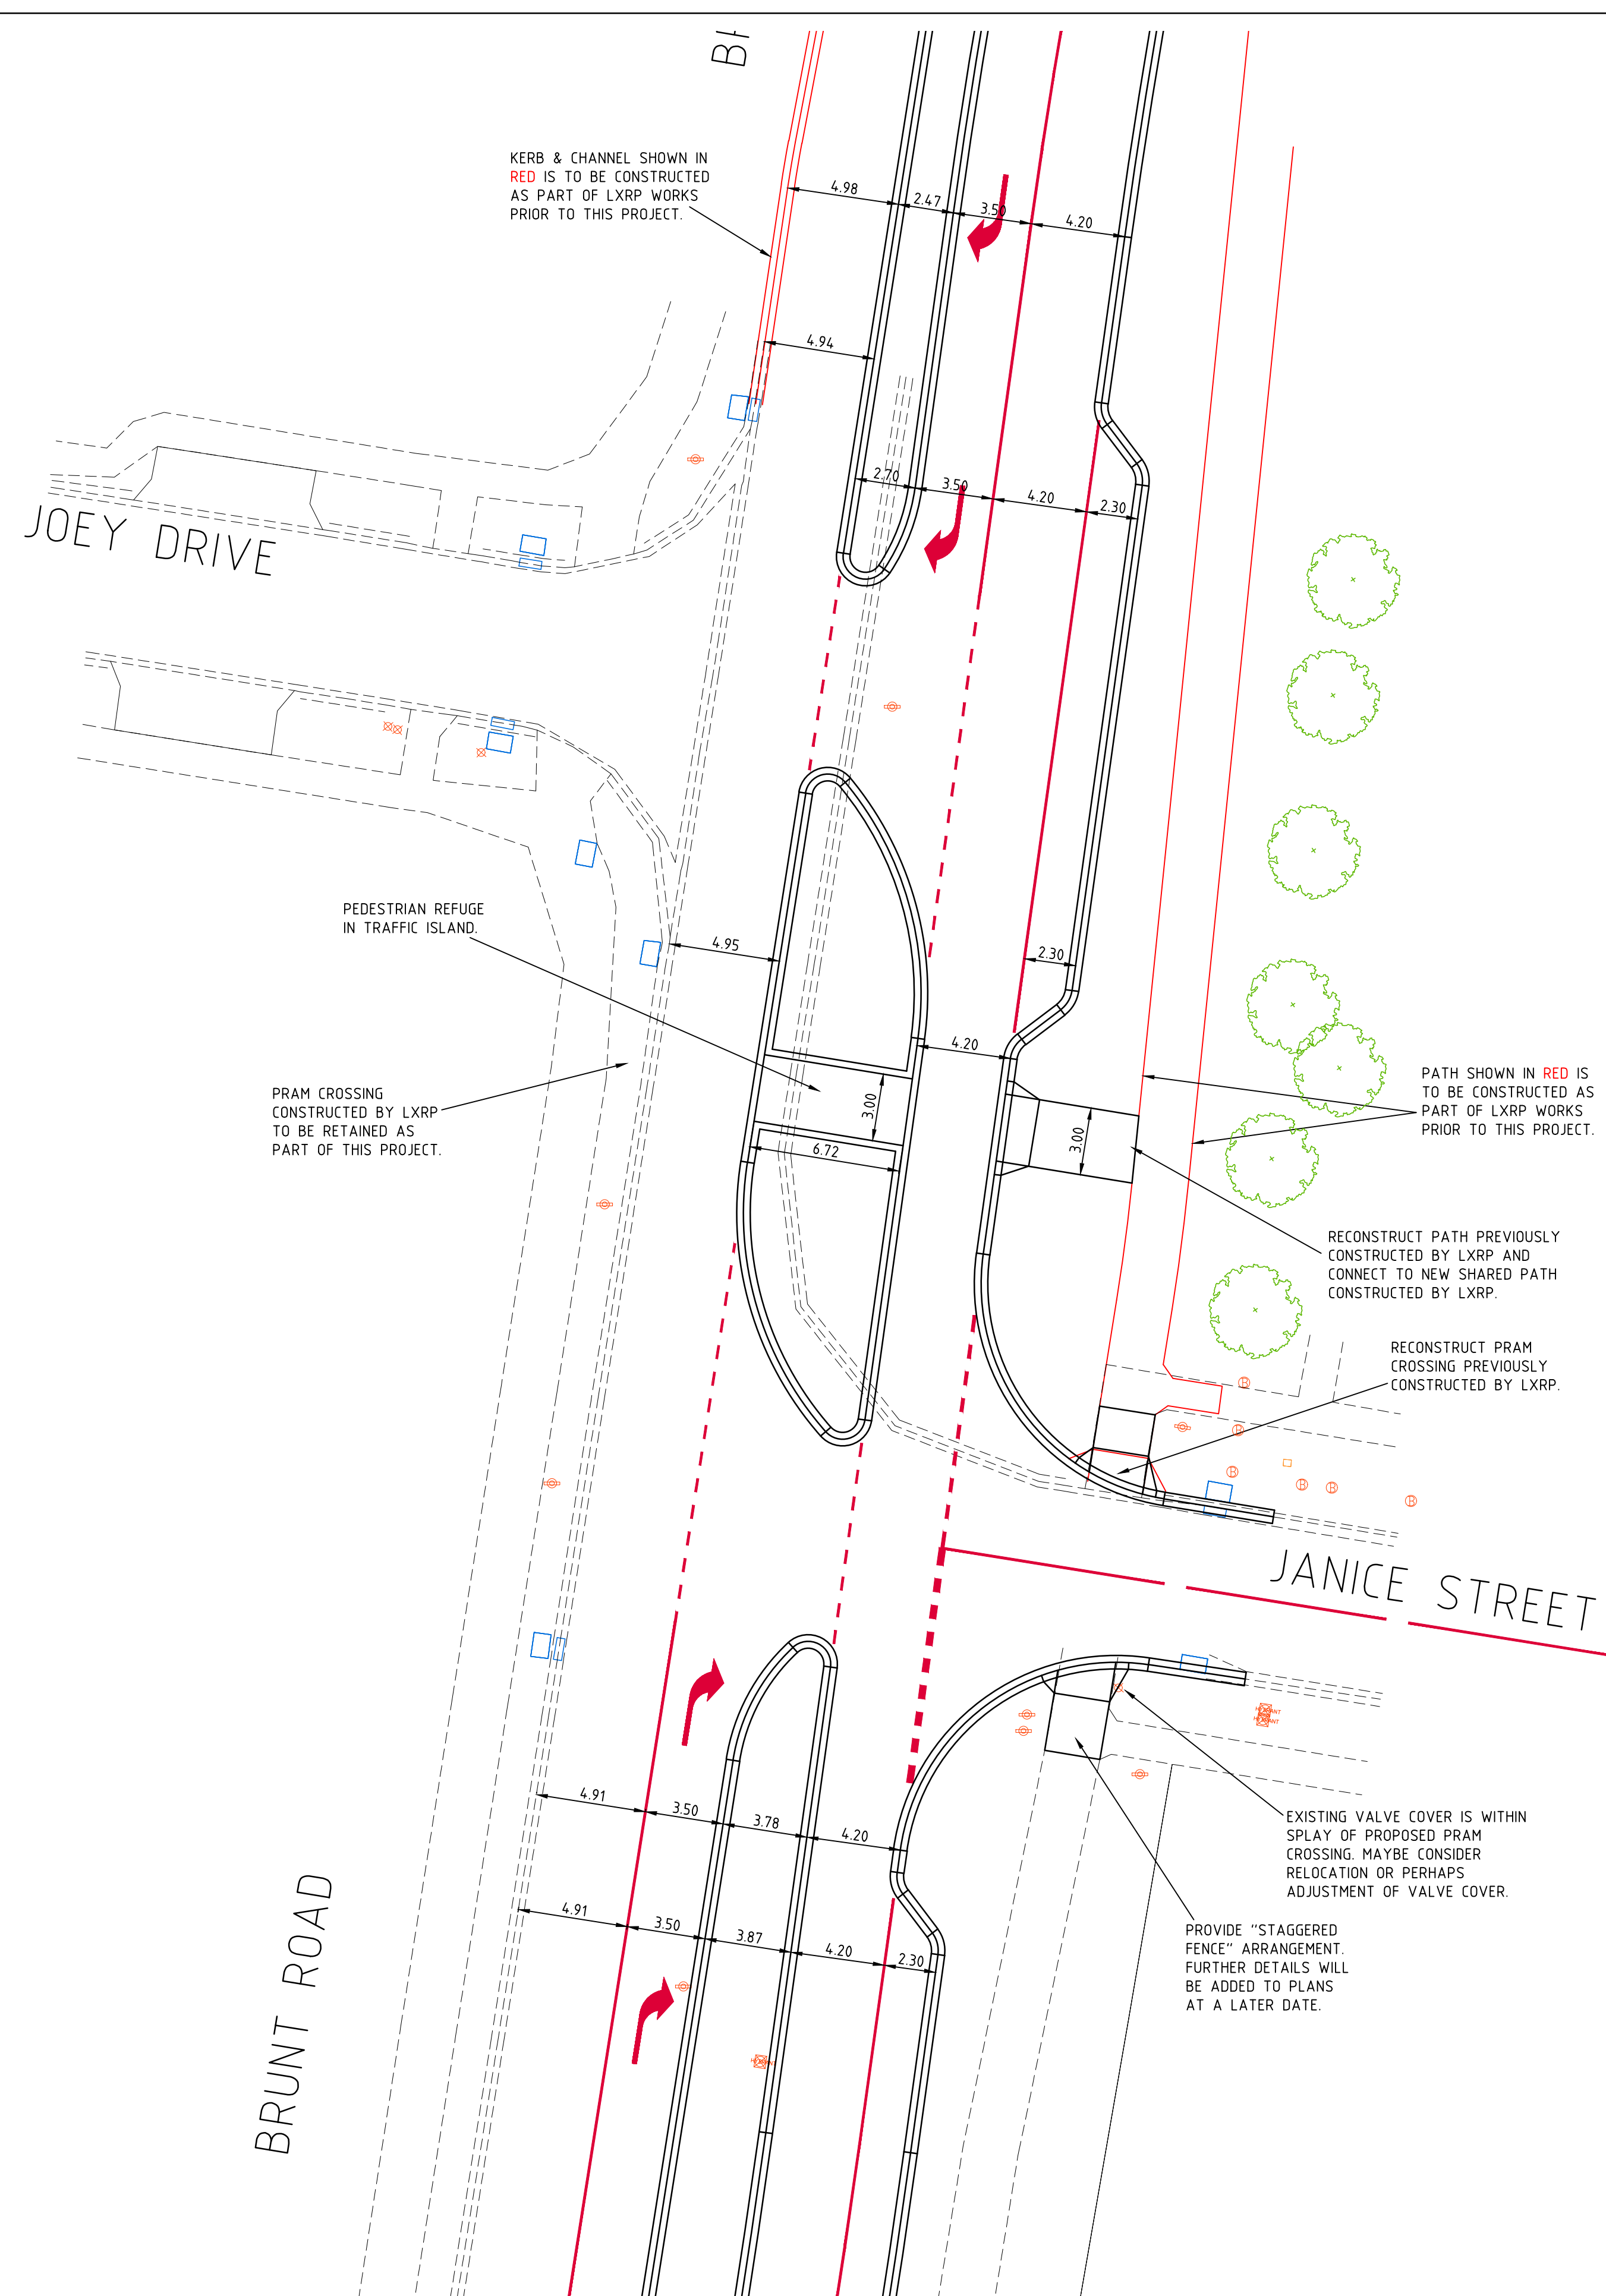 KERB & CHANNEL SHOWN IN
RED IS TO BE CONSTRUCTED
AS PART OF LXRP WORKS
PRIOR TO THIS PROJECT.
4.98
2.47
3.50
4.20
4.94
2.70
3.50
4.20
2.30
JOEY DRIVE
PEDESTRIAN REFUGE
IN TRAFFIC ISLAND.
4.95
2.30
4.20
PRAM CROSSING
CONSTRUCTED BY LXRP
TO BE RETAINED AS
PART OF THIS PROJECT.
3.00
6.72
3.00
PATH SHOWN IN RED IS
TO BE CONSTRUCTED AS
PART OF LXRP WORKS
PRIOR TO THIS PROJECT.
RECONSTRUCT PATH PREVIOUSLY
CONSTRUCTED BY LXRP AND
CONNECT TO NEW SHARED PATH
CONSTRUCTED BY LXRP.
RECONSTRUCT PRAM
CROSSING PREVIOUSLY
CONSTRUCTED BY LXRP.
B
B
B
B
B
B
JANICE STREET
4.91
3.50
3.78
4.20
EXISTING VALVE COVER IS WITHIN
SPLAY OF PROPOSED PRAM
CROSSING. MAYBE CONSIDER
RELOCATION OR PERHAPS
ADJUSTMENT OF VALVE COVER.
4.91
3.50
3.87
4.20
2.30
PROVIDE "STAGGERED
FENCE" ARRANGEMENT.
FURTHER DETAILS WILL
BE ADDED TO PLANS
AT A LATER DATE.
BRUNT ROAD